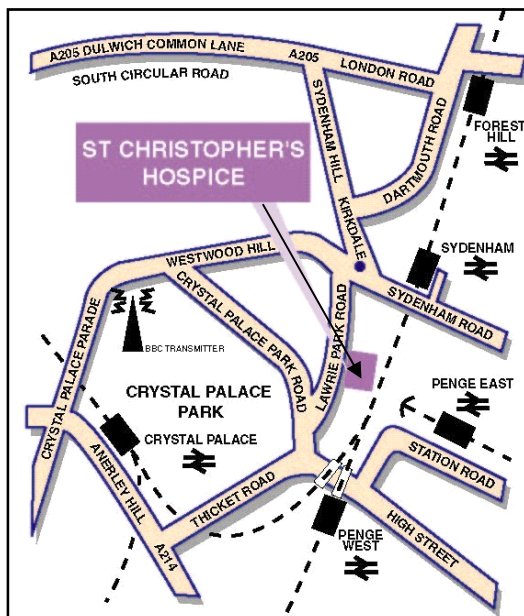 A205 DULWICH COMMON LANE
A205
LONDON ROAD
SOUTH CIRCULAR ROAD
SYDENHAM HILL
DARTMOUTH ROAD
FOREST
HILL
ST CHRISTOPHER'S
HOSPICE
KIRKDALE
SYDENHAM
WESTWOOD HILL
CRYSTAL PALACE PARK ROAD
SYDENHAM ROAD
CRYSTAL PALACE PARADE
BBC TRANSMITTER
LAWRIE PARK ROAD
CRYSTAL PALACE
PARK
PENGE EAST
CRYSTAL PALACE
STATION ROAD
ANERLEY HILL
THICKET ROAD
A214
PENGE
WEST
HIGH STREET